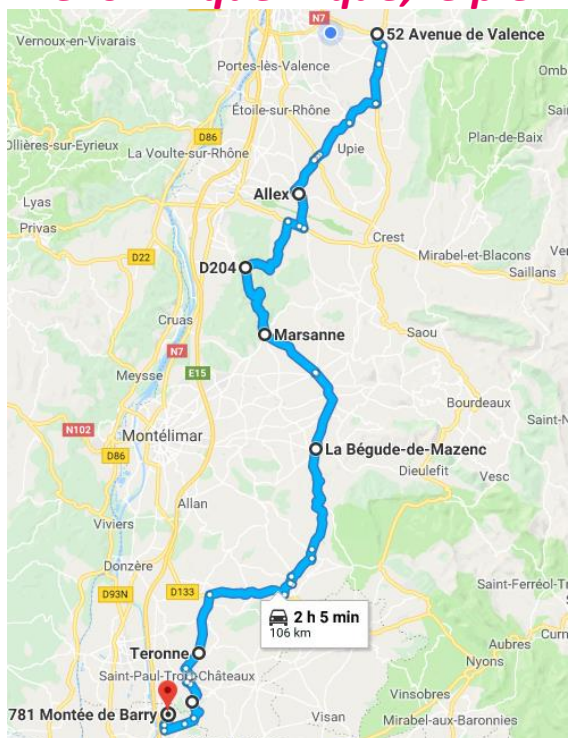 N7
52 Avenue de Valence
Vernoux-en-Vivarais
Portes-lès-Valence
Étoile-sur-Rhône
D86
Upie
Plan-de-Baix
Ollières-sur-Eyrieux
La Voulte-sur-Rhône
Allex
Lyas
Privas
Crest
D22
Mirabel-et-Blacons
D204
Saillans
Cruas
Marsanne
Saou
N7
Meysse
E15
Bourdeaux
N102
Montélimar
La Bégude-de-Mazenc
D86
Dieulefit
Vesc
Allan
Viviers
Donzère
D93N
D133
Saint-Ferréol-Tr
2 h 5 min
106 km
Aubres
Teronne
Nyons
Saint-Paul-Trois-Châteaux
Vinsobres
781 Montée de Barry
Visan
Mirabel-aux-Baronnies